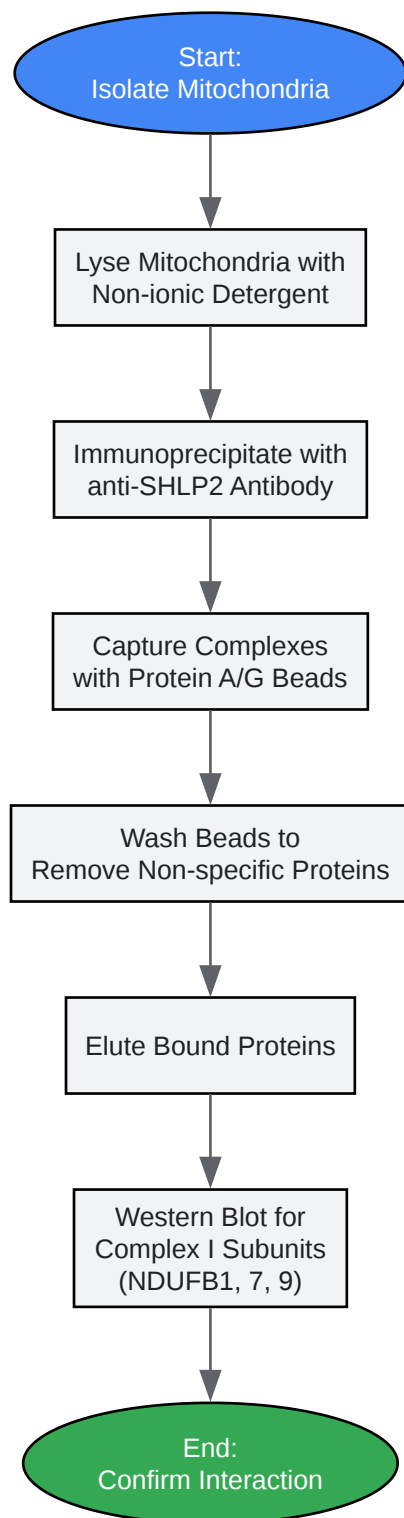 Start:
Isolate Mitochondria
Lyse Mitochondria with
Non-ionic Detergent
Immunoprecipitate with
anti-SHLP2 Antibody
Capture Complexes
with Protein A/G Beads
Wash Beads to
Remove Non-specific Proteins
Elute Bound Proteins
Western Blot for
Complex I Subunits
(NDUFB1, 7, 9)
End:
Confirm Interaction